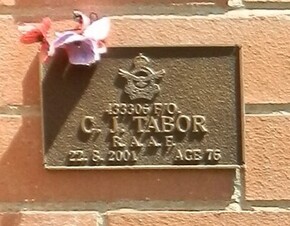 433306 F/O.
C. J. TABOR
R. A. A. F.
22. 8. 2001 AGE 76